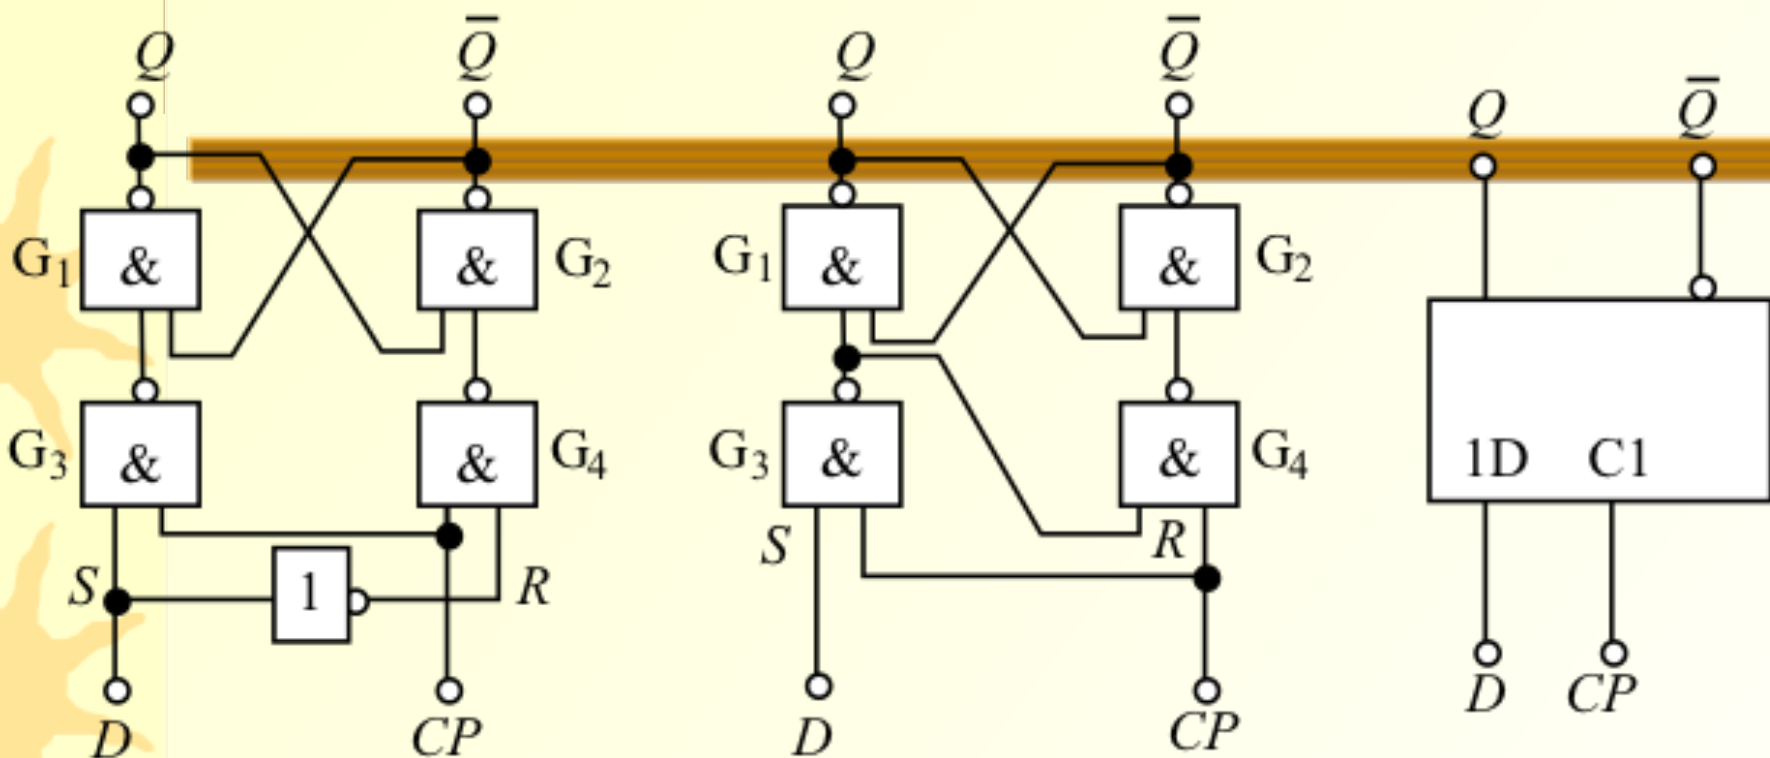 Q Q̅ Q Q̅ Q Q̅
G₁ & & G₂ G₁ & & G₂
G₃ & & G₄ G₃ & & G₄ 1D C1
S 1 R S R
D CP D CP D CP